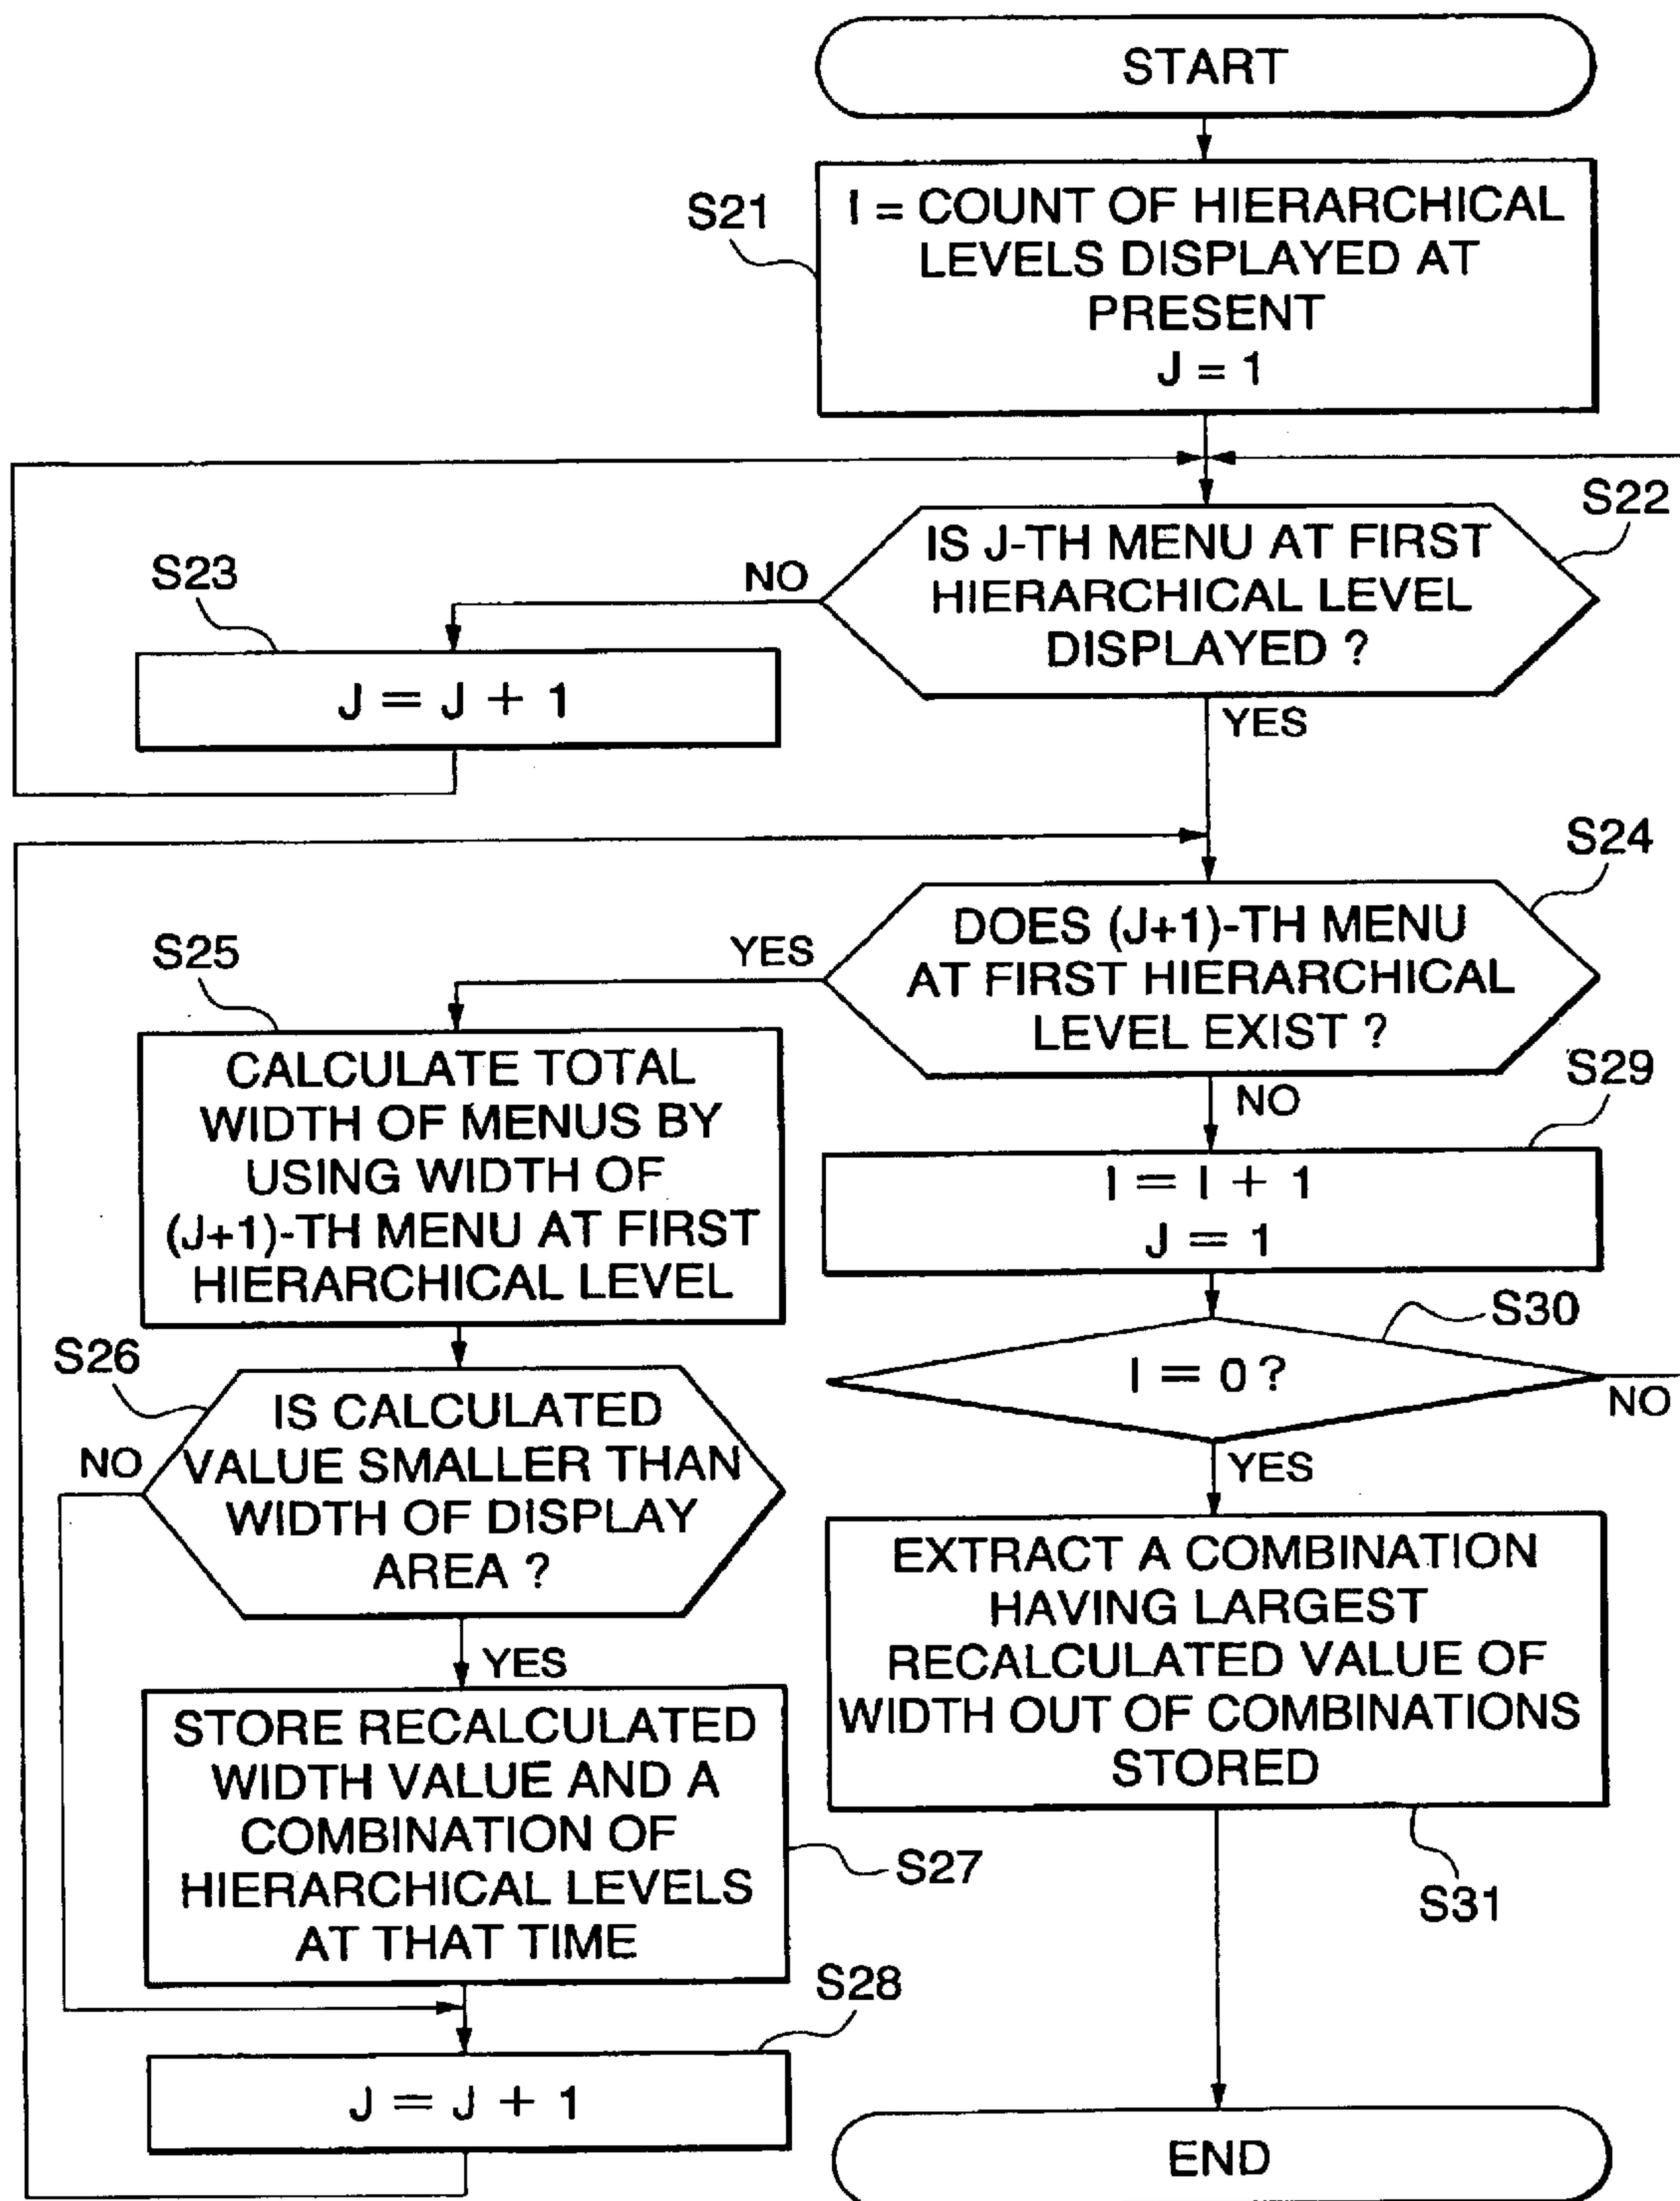 START
S21
I = COUNT OF HIERARCHICAL
LEVELS DISPLAYED AT
PRESENT
J = 1
S22
IS J-TH MENU AT FIRST
HIERARCHICAL LEVEL
DISPLAYED ?
NO
YES
S23
J = J + 1
S24
DOES (J+1)-TH MENU
AT FIRST HIERARCHICAL
LEVEL EXIST ?
YES
NO
S25
CALCULATE TOTAL
WIDTH OF MENUS BY
USING WIDTH OF
(J+1)-TH MENU AT FIRST
HIERARCHICAL LEVEL
S26
IS CALCULATED
VALUE SMALLER THAN
WIDTH OF DISPLAY
AREA ?
NO
YES
STORE RECALCULATED
WIDTH VALUE AND A
COMBINATION OF
HIERARCHICAL LEVELS
AT THAT TIME
S27
S28
J = J + 1
S29
I = I + 1
J = 1
S30
I = 0 ?
NO
YES
EXTRACT A COMBINATION
HAVING LARGEST
RECALCULATED VALUE OF
WIDTH OUT OF COMBINATIONS
STORED
S31
END